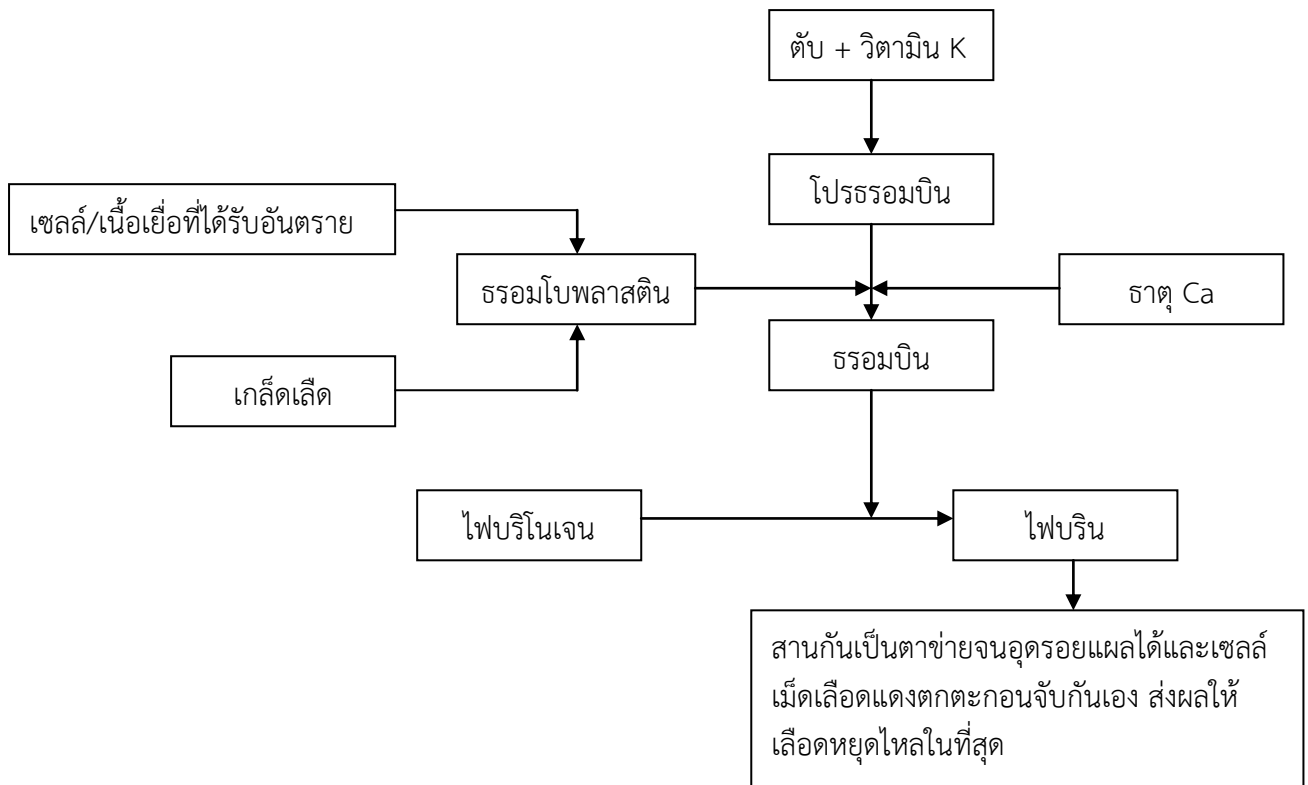 ตับ + วิตามิน K
โปรธรอมบิน
เซลล์/เนื้อเยื่อที่ได้รับอันตราย
ธรอมโบพลาสติน
ธาตุ Ca
ธรอมบิน
เกล็ดเลืด
ไฟบริโนเจน
ไฟบริน
สานกันเป็นตาข่ายจนอุดรอยแผลได้และเซลล์
เม็ดเลือดแดงตกตะกอนจับกันเอง ส่งผลให้
เลือดหยุดไหลในที่สุด